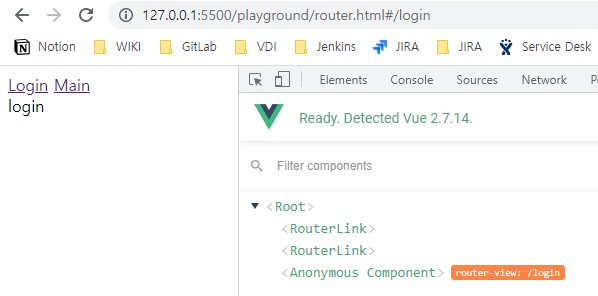 127.0.0.1:5500/playground/router.html#/login
Notion WIKI GitLab VDI Jenkins JIRA JIRA Service Desk
Login Main
login
Elements Console Sources Network
Ready. Detected Vue 2.7.14.
Filter components
<Root>
<RouterLink>
<RouterLink>
<Anonymous Component> router-view: /login